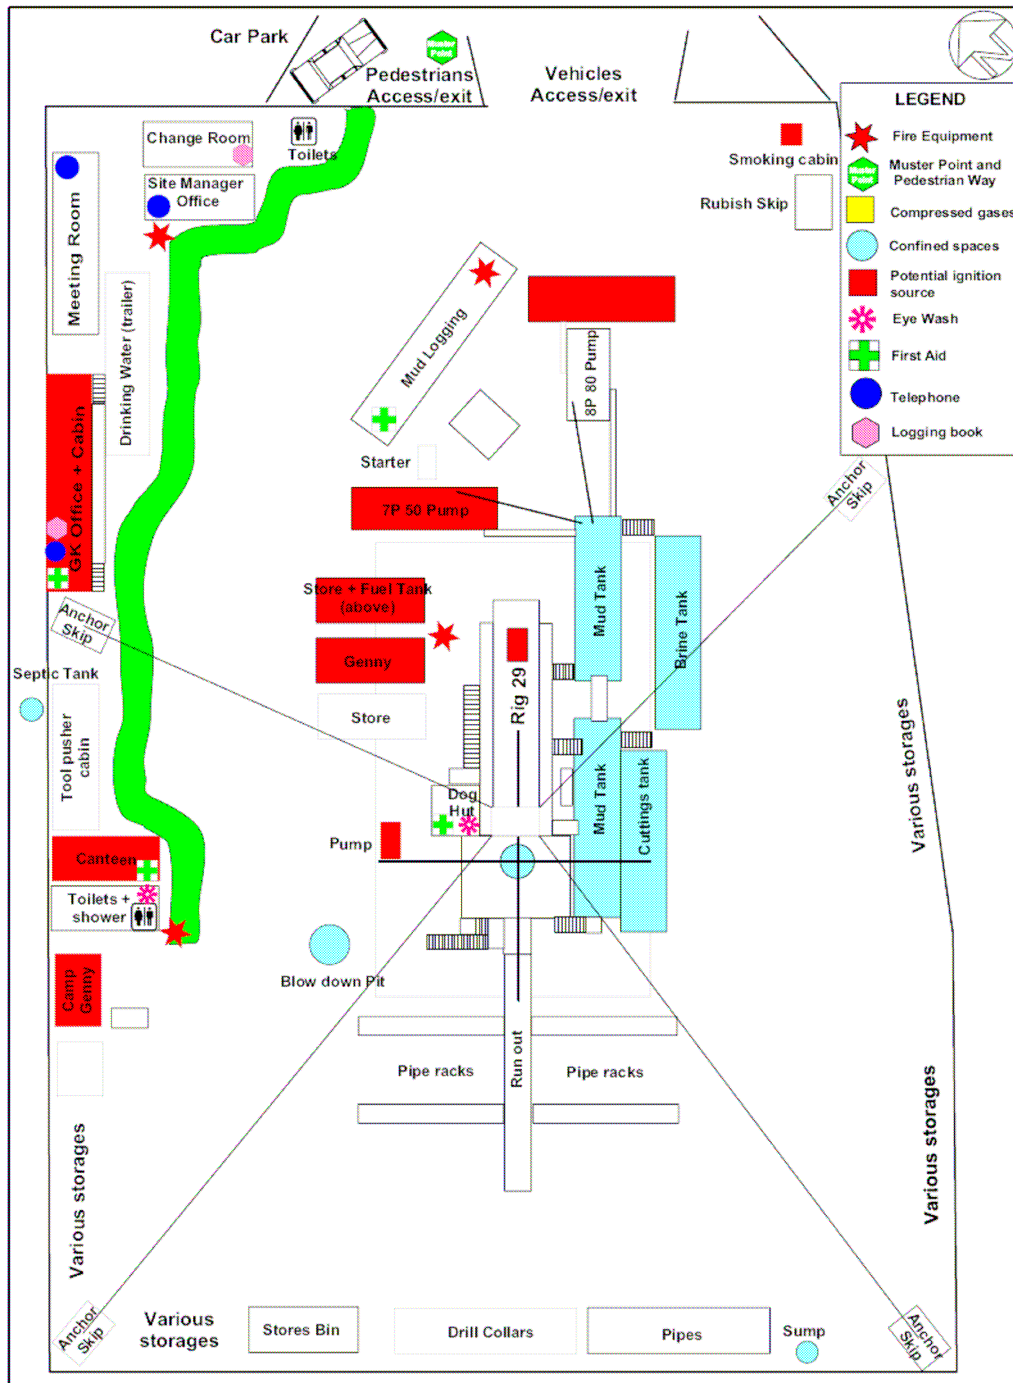 Car Park
Muster
Point
Pedestrians
Access/exit
Vehicles
Access/exit
N
LEGEND
Fire Equipment
Muster Point
Muster Point and
Pedestrian Way
Compressed gases
Confined spaces
Potential ignition
source
Eye Wash
First Aid
Telephone
Logging book
Change Room
Toilets
Smoking cabin
Site Manager
Office
Rubish Skip
Meeting Room
Drinking Water (trailer)
Mud Logging
8P 80 Pump
Starter
7P 50 Pump
GK Office + Cabin
Anchor
Skip
Mud Tank
Brine Tank
Store + Fuel Tank
(above)
Anchor
Skip
Genny
Rig 29
Septic Tank
Store
Tool pusher
cabin
Various storages
Dog
Hut
Mud Tank
Cuttings tank
Pump
Canteen
Toilets +
shower
Blow down Pit
Camp
Genny
Run out
Pipe racks
Pipe racks
Various storages
Various storages
Anchor
Skip
Various
storages
Stores Bin
Drill Collars
Pipes
Sump
Anchor
Skip